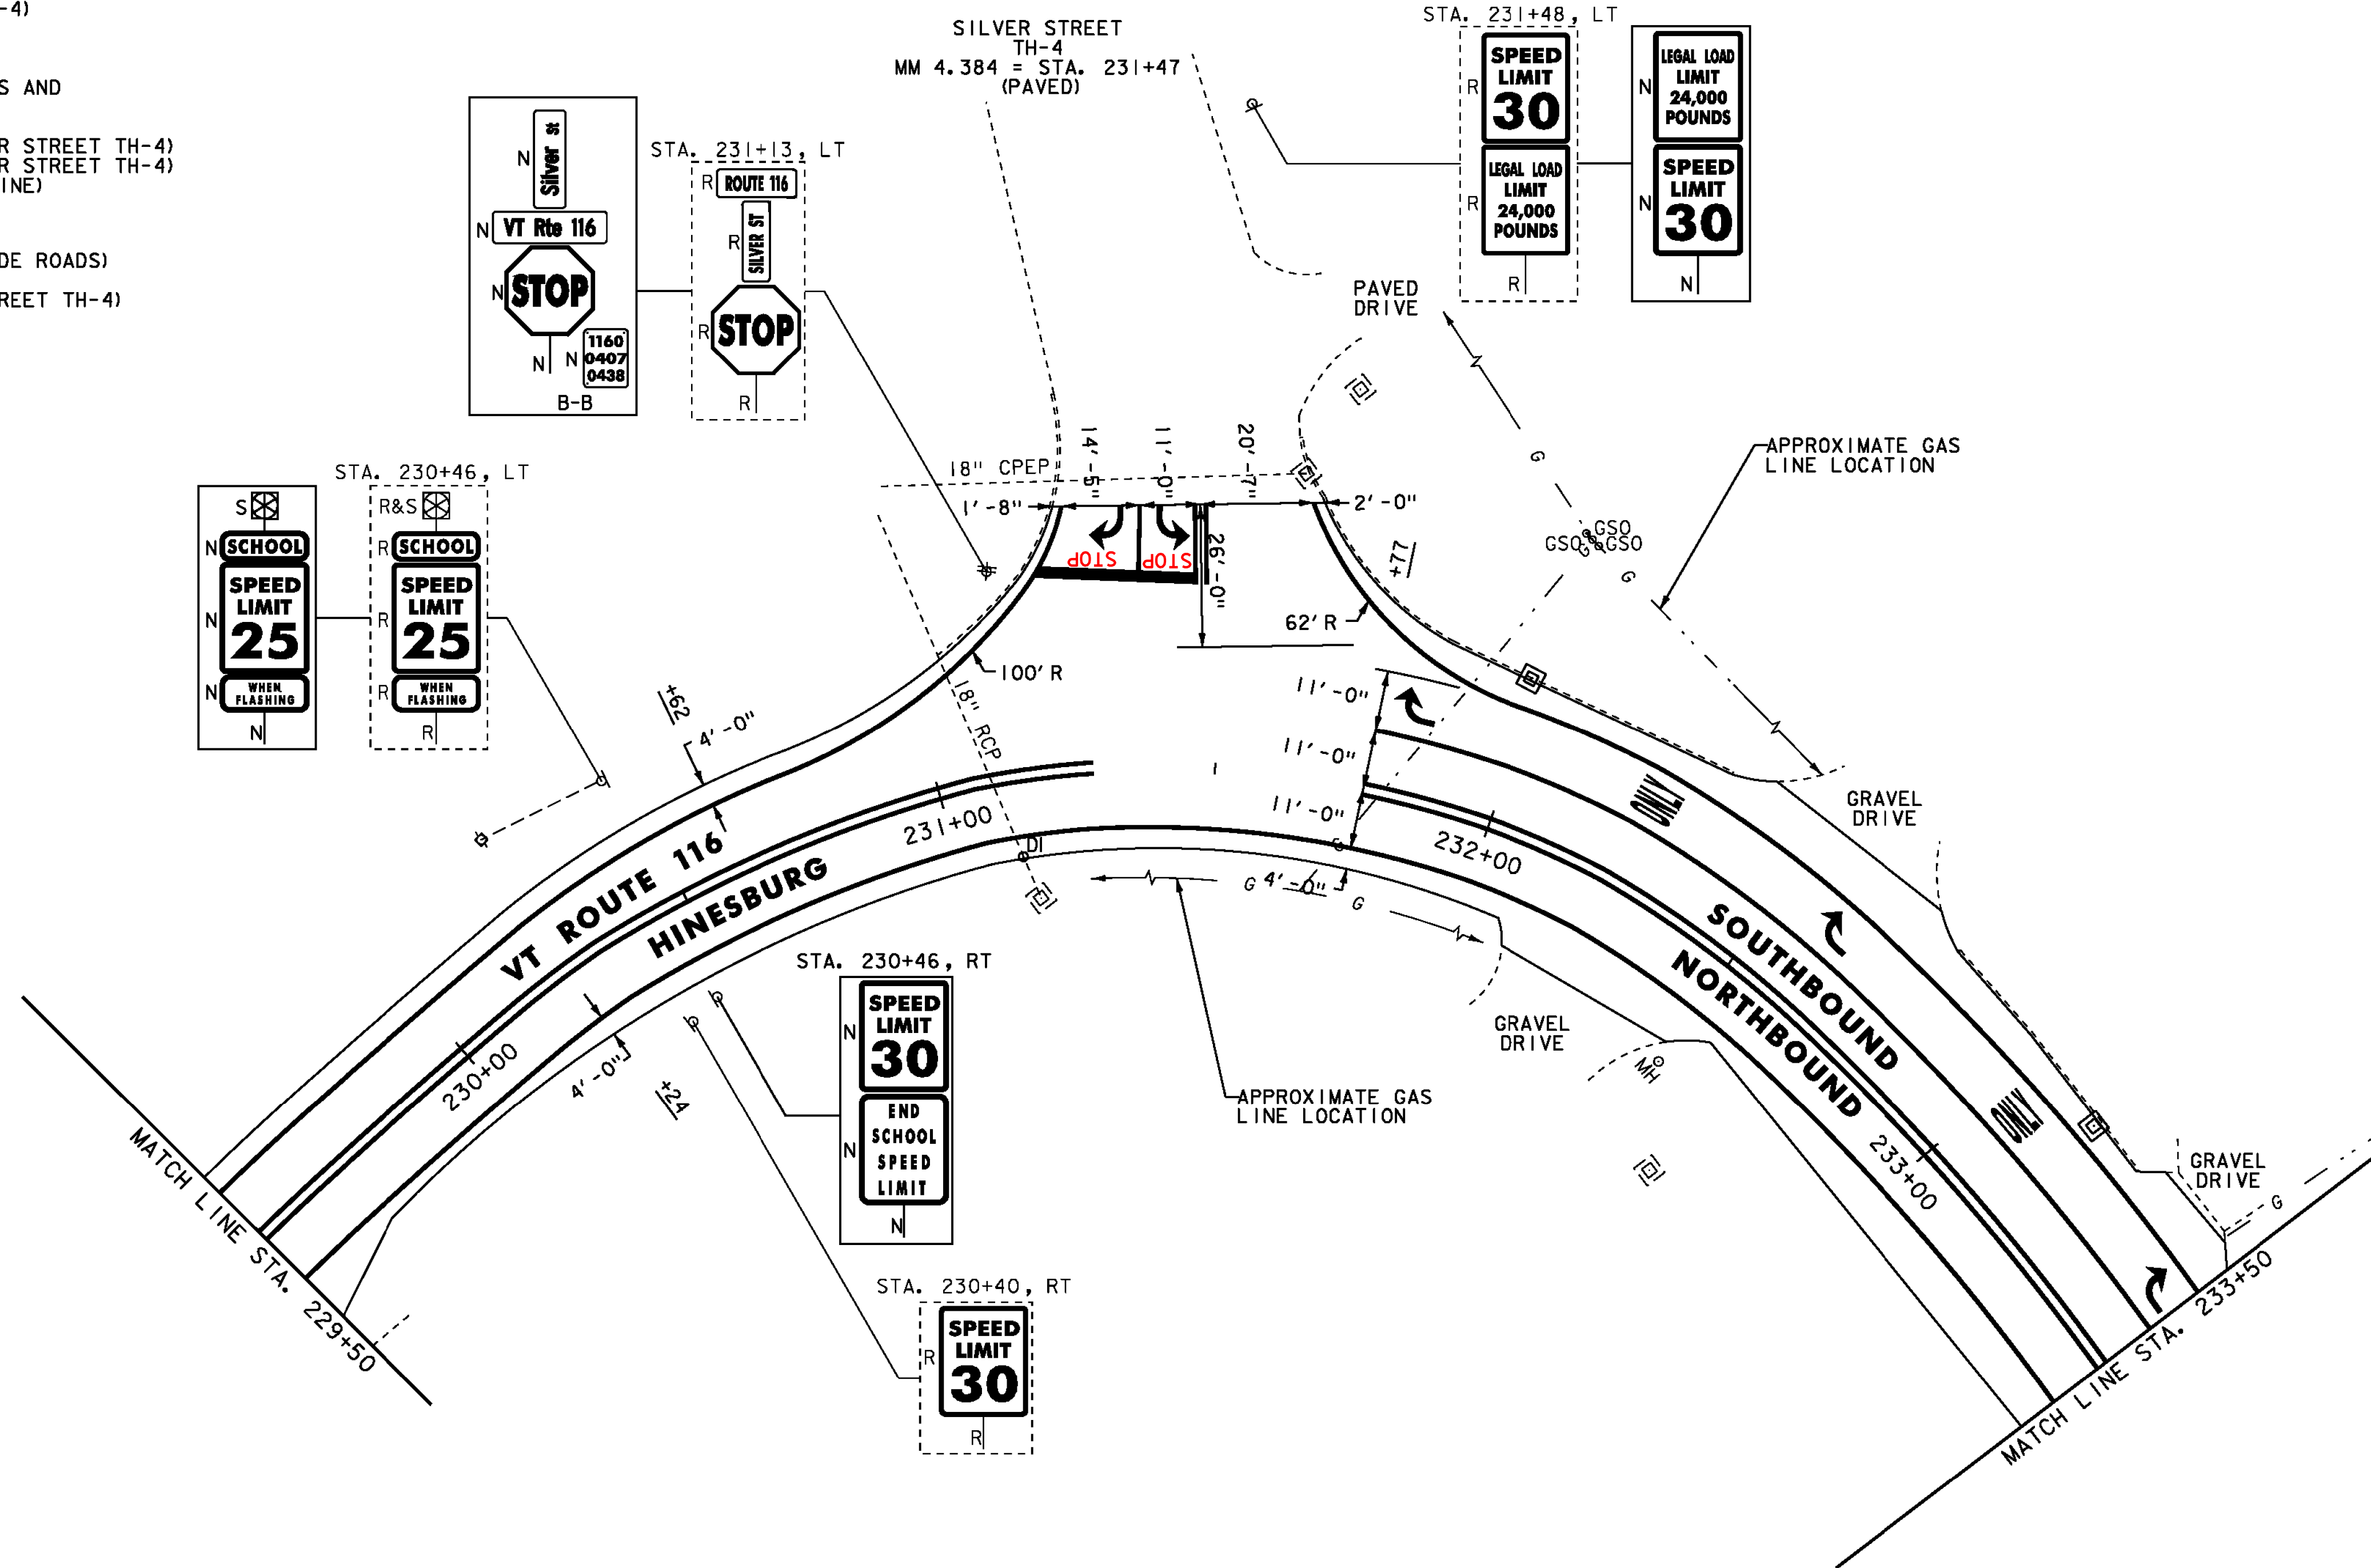 -4)
S AND
R STREET TH-4)
R STREET TH-4)
INE)
DE ROADS)
REET TH-4)
SILVER STREET
TH-4
MM 4.384 = STA. 231+47
(PAVED)
STA. 231+48, LT
R
SPEED
LIMIT
30
R
LEGAL LOAD
LIMIT
24,000
POUNDS
R
N
LEGAL LOAD
LIMIT
24,000
POUNDS
N
SPEED
LIMIT
30
N
N
Silver st
N
VT Rte 116
N
STOP
N
N
1160
0407
0438
B-B
STA. 231+13, LT
R
ROUTE 116
R
SILVER ST
R
STOP
R
PAVED
DRIVE
G
APPROXIMATE GAS
LINE LOCATION
GSO
GSO
GSO
G
G
18" CPEP
1'-8"
14'-5"
11'-0"
20'-7"
2'-0"
26'-0"
STOP
STOP
+77
62' R
100' R
18" RCP
STA. 230+46, LT
S
N
SCHOOL
N
SPEED
LIMIT
25
N
WHEN
FLASHING
N
R&S
R
SCHOOL
R
SPEED
LIMIT
25
R
WHEN
FLASHING
R
+62
4'-0"
11'-0"
11'-0"
11'-0"
ONLY
GRAVEL
DRIVE
231+00
232+00
DI
VT ROUTE 116
HINESBURG
G
4'-0"
G
SOUTHBOUND
NORTHBOUND
230+00
4'-0"
+24
STA. 230+46, RT
N
SPEED
LIMIT
30
N
END
SCHOOL
SPEED
LIMIT
N
APPROXIMATE GAS
LINE LOCATION
GRAVEL
DRIVE
MH
ONLY
233+00
GRAVEL
DRIVE
G
STA. 230+40, RT
R
SPEED
LIMIT
30
R
MATCH LINE STA. 229+50
MATCH LINE STA. 233+50